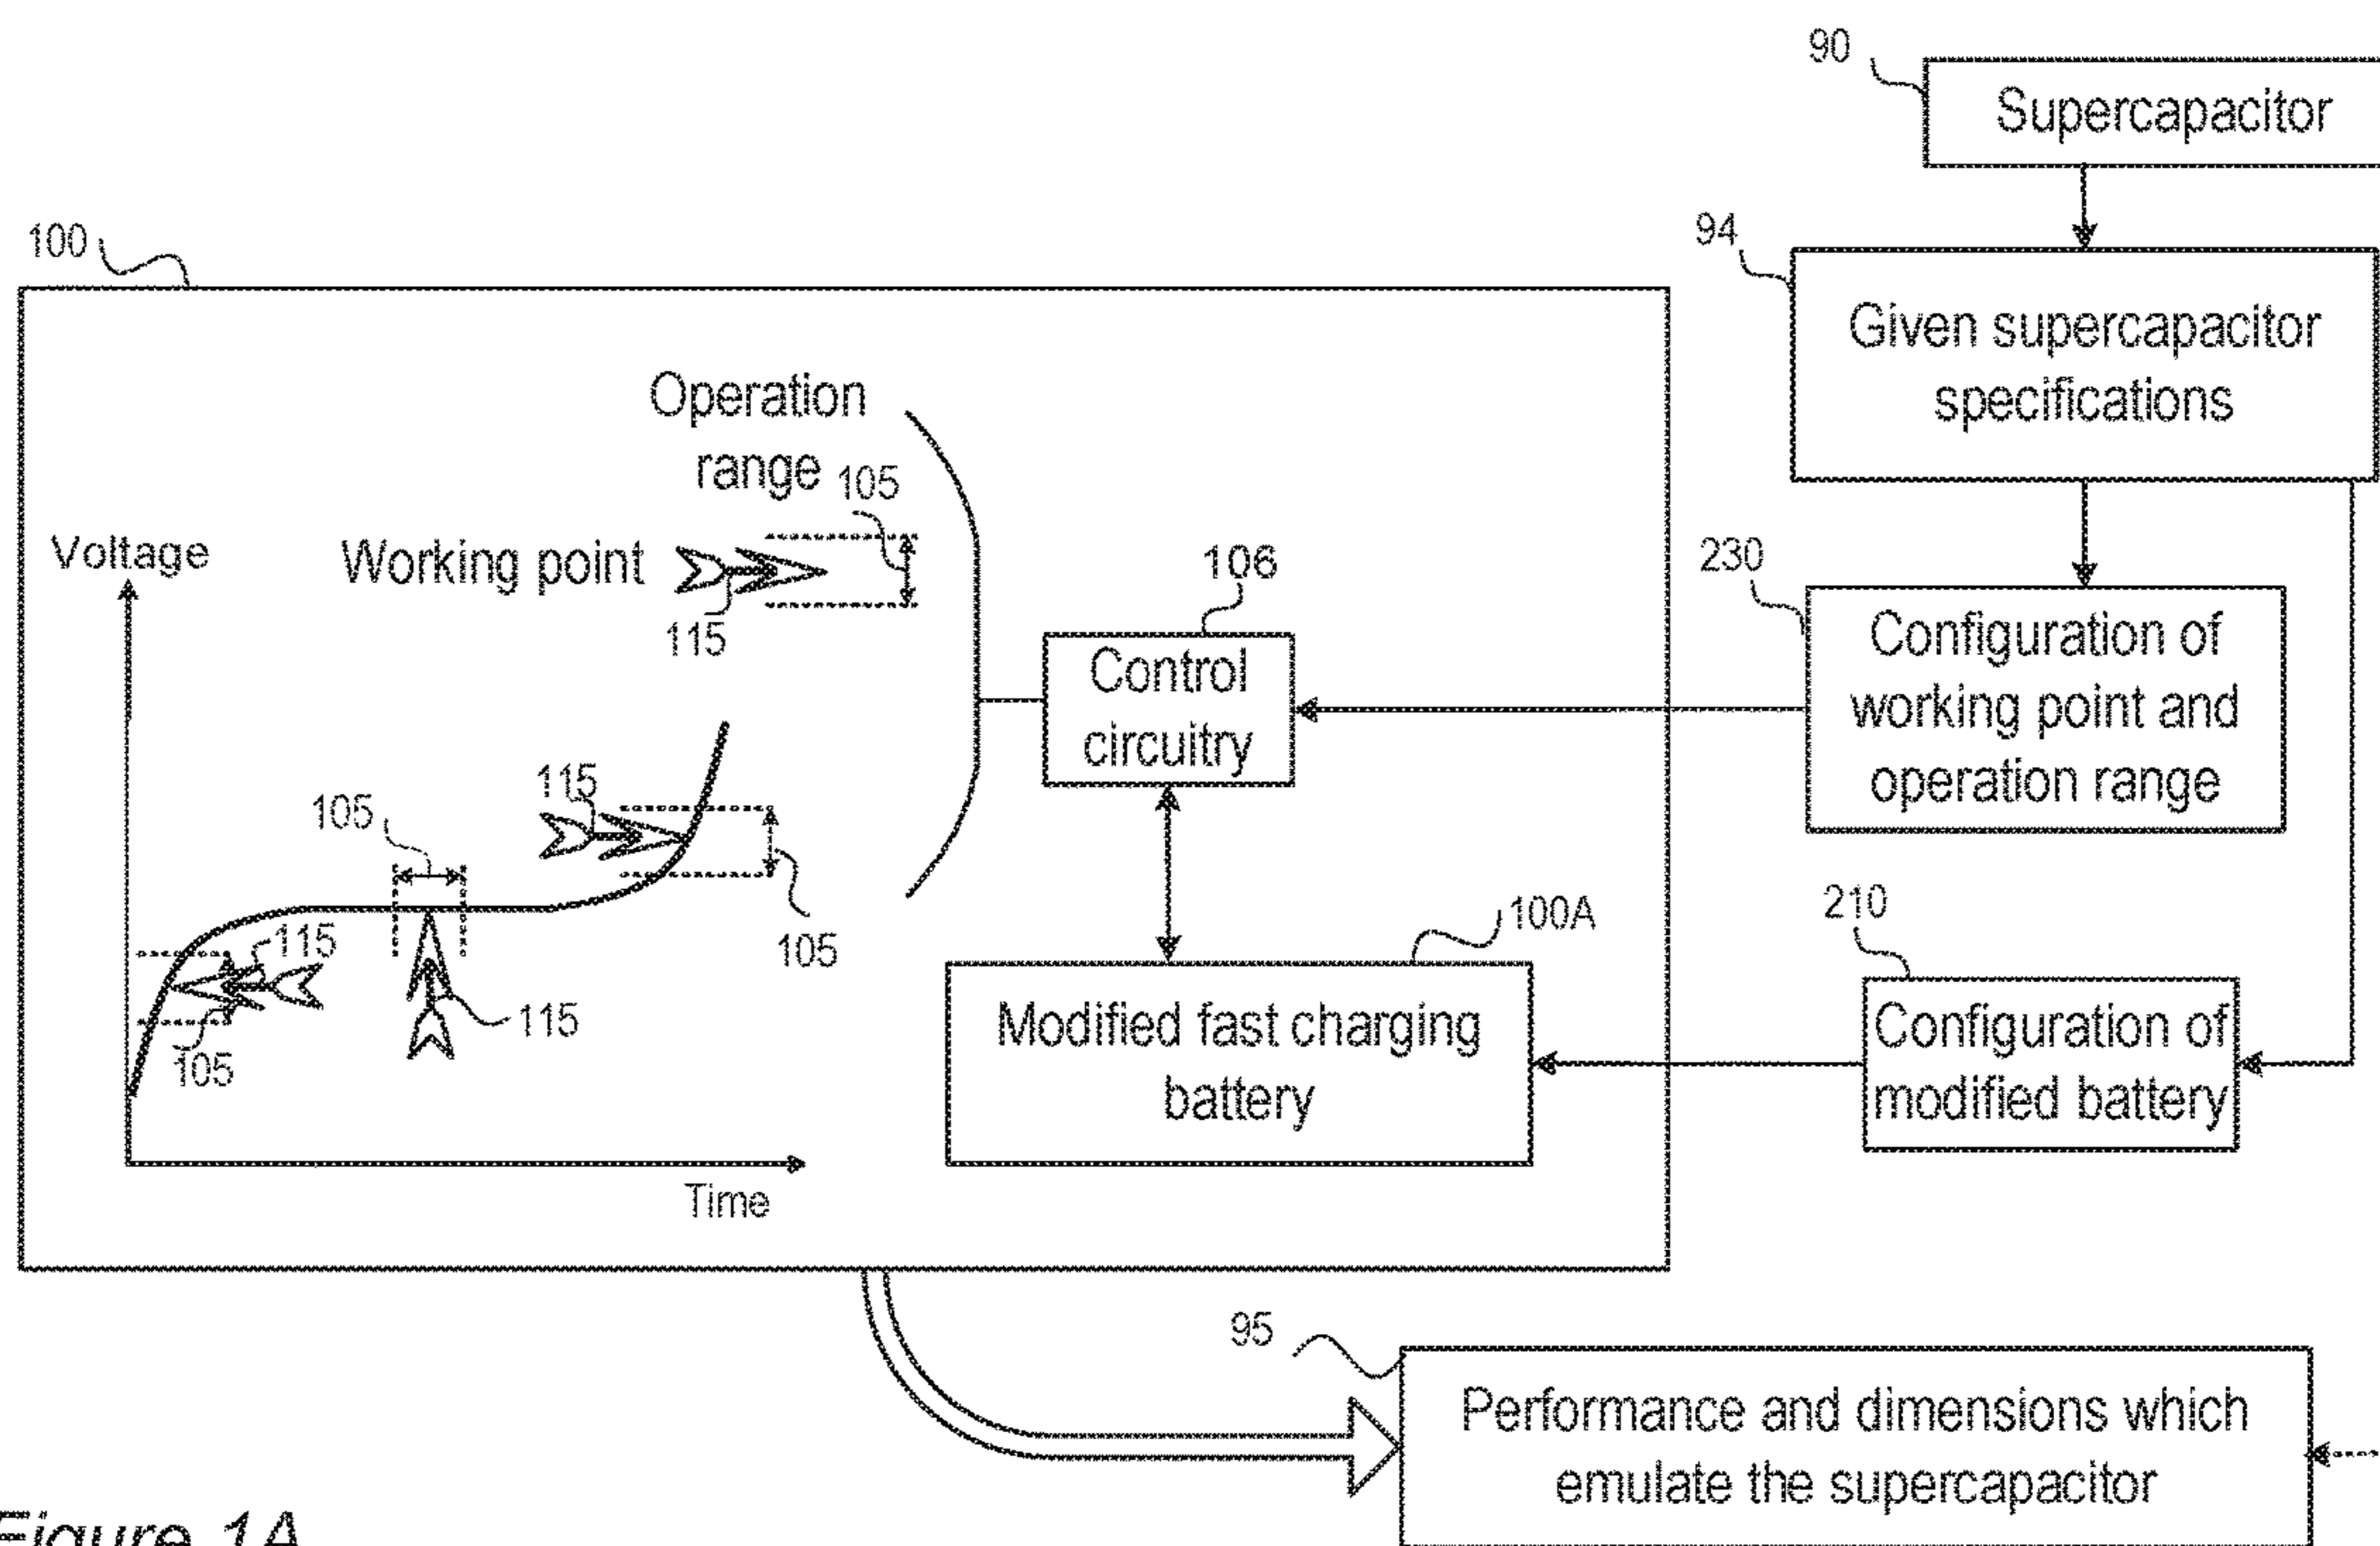 90
Supercapacitor
94
Given supercapacitor
specifications
100
Operation
range
105
Working point
115
Voltage
106
Control
circuitry
230
Configuration of
working point and
operation range
115
105
105
115
105
115
100A
Modified fast charging
battery
210
Configuration of
modified battery
Time
95
Performance and dimensions which
emulate the supercapacitor
Figure 1A